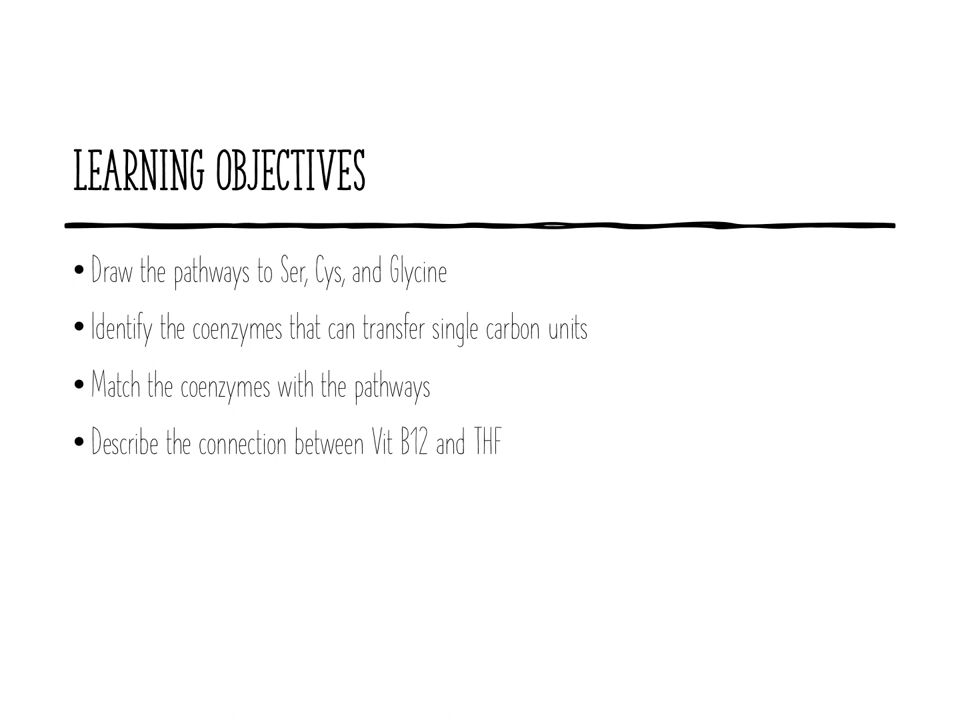 LEARNING OBJECTIVES
• Draw the pathways to Ser, Cys, and Glycine
• Identify the coenzymes that can transfer single carbon units
• Match the coenzymes with the pathways
• Describe the connection between Vit B12 and THF